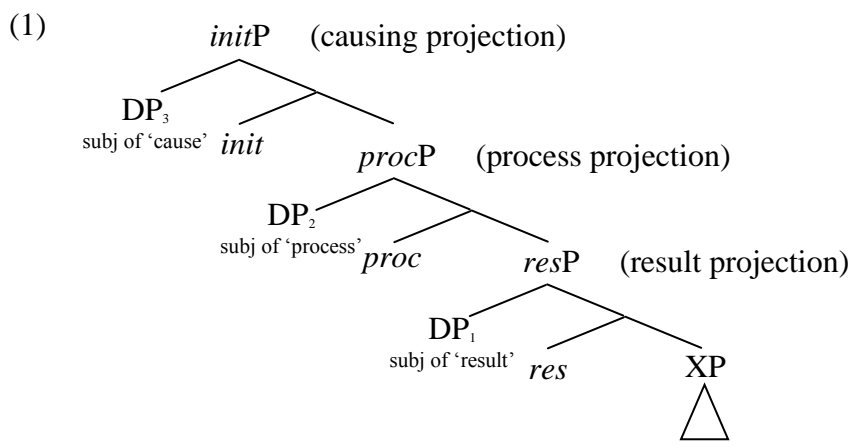 (1)
initP (causing projection)
DP₃
subj of ‘cause’ init
procP (process projection)
DP₂
subj of ‘process’ proc
resP (result projection)
DP₁
subj of ‘result’ res
XP